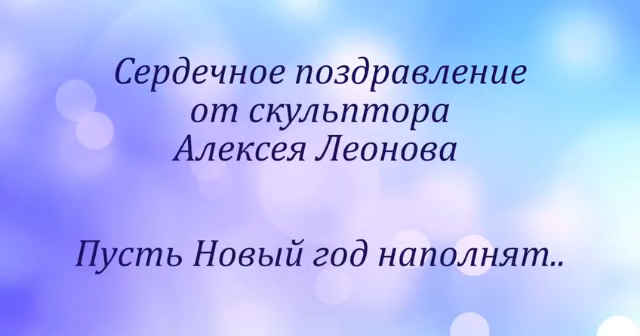 Сердечное поздравление
от скульптора
Алексея Леонова
Пусть Новый год наполнят..